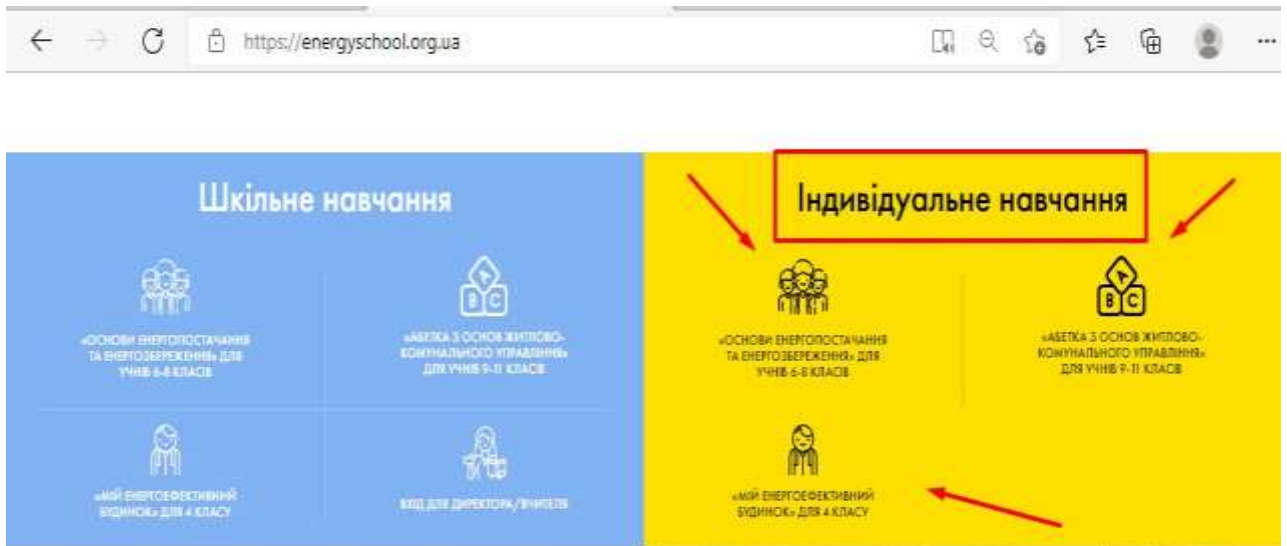 https://energyschool.org.ua
Шкільне навчання
«ОСНОВИ ЕНЕРГОПОСТАЧАННЯ
ТА ЕНЕРГОЗБЕРЕЖЕННЯ» ДЛЯ
УЧНІВ 6-8 КЛАСІВ
«АБЕТКА З ОСНОВ ЖИТЛОВО-
КОМУНАЛЬНОГО УПРАВЛІННЯ»
ДЛЯ УЧНІВ 9-11 КЛАСІВ
«МІЙ ЕНЕРГОЕФЕКТИВНИЙ
БУДИНОК» ДЛЯ 4 КЛАСУ
ВХІД ДЛЯ ДИРЕКТОРА/ВЧИТЕЛЯ
Індивідуальне навчання
«ОСНОВИ ЕНЕРГОПОСТАЧАННЯ
ТА ЕНЕРГОЗБЕРЕЖЕННЯ» ДЛЯ
УЧНІВ 6-8 КЛАСІВ
A
B C
«АБЕТКА З ОСНОВ ЖИТЛОВО-
КОМУНАЛЬНОГО УПРАВЛІННЯ»
ДЛЯ УЧНІВ 9-11 КЛАСІВ
«МІЙ ЕНЕРГОЕФЕКТИВНИЙ
БУДИНОК» ДЛЯ 4 КЛАСУ